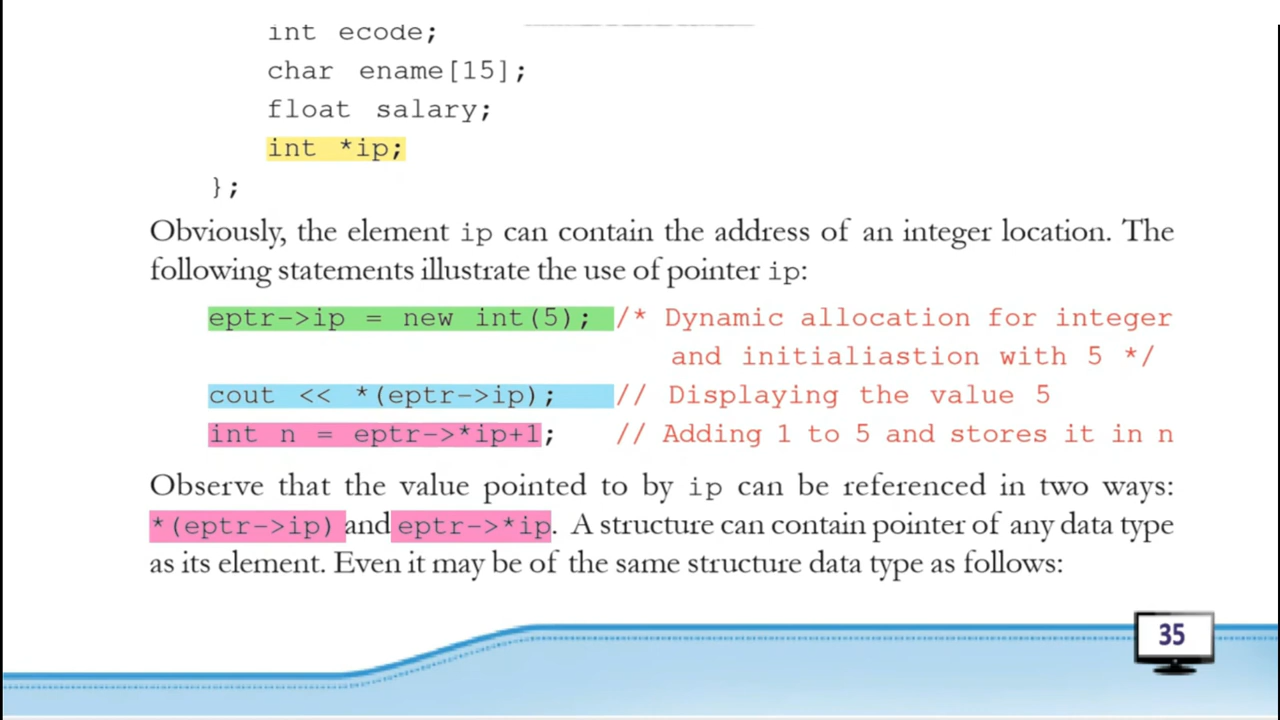 int ecode;
char ename[15];
float salary;
int *ip;
};
Obviously, the element ip can contain the address of an integer location. The
following statements illustrate the use of pointer ip:
eptr->ip = new int(5); /* Dynamic allocation for integer
and initialiastion with 5 */
cout << *(eptr->ip); // Displaying the value 5
int n = eptr->*ip+1; // Adding 1 to 5 and stores it in n
Observe that the value pointed to by ip can be referenced in two ways:
*(eptr->ip) and eptr->*ip. A structure can contain pointer of any data type
as its element. Even it may be of the same structure data type as follows:
35